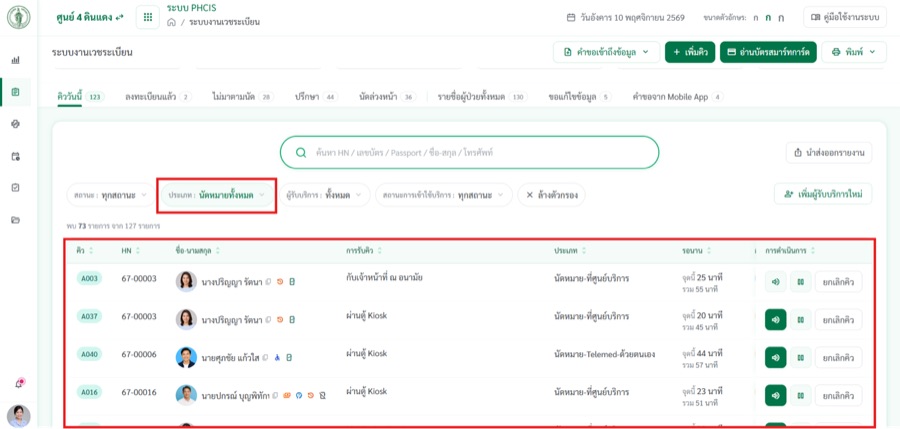 ศูนย์ 4 ดินแดง
ระบบ PHCIS
/ ระบบงานเวชระเบียน
วันอังคาร 10 พฤศจิกายน 2569
ขนาดตัวอักษร: ก ก ก
คู่มือใช้งานระบบ
ระบบงานเวชระเบียน
คำขอเข้าถึงข้อมูล
+ เพิ่มคิว
อ่านบัตรสมาร์ทการ์ด
พิมพ์
คิววันนี้ 123 ลงทะเบียนแล้ว 2 ไม่มาตามนัด 28 ปรึกษา 44 นัดล่วงหน้า 36 รายชื่อผู้ป่วยทั้งหมด 130 ขอแก้ไขข้อมูล 5 คำขอจาก Mobile App 4
ค้นหา HN / เลขบัตร / Passport / ชื่อ-สกุล / โทรศัพท์
นำส่งออกรายงาน
สถานะ : ทุกสถานะ ประเภท : นัดหมายทั้งหมด ผู้รับบริการ : ทั้งหมด สถานะการเข้าใช้บริการ : ทุกสถานะ × ล้างตัวกรอง
เพิ่มผู้รับบริการใหม่
พบ 73 รายการ จาก 127 รายการ
คิว HN ชื่อ-นามสกุล การรับคิว ประเภท รอนาน การดำเนินการ
A003 67-00003 นางปริญญา รัตนา กับเจ้าหน้าที่ ณ อนามัย นัดหมาย-ที่ศูนย์บริการ จุดนี้ 25 นาที ยกเลิกคิว
รวม 55 นาที
A037 67-00003 นางปริญญา รัตนา ผ่านตู้ Kiosk นัดหมาย-ที่ศูนย์บริการ จุดนี้ 20 นาที ยกเลิกคิว
รวม 45 นาที
A040 67-00006 นายศุภชัย แก้วใส ผ่านตู้ Kiosk นัดหมาย-Telemed-ด้วยตนเอง จุดนี้ 44 นาที ยกเลิกคิว
รวม 57 นาที
A016 67-00016 นายปกรณ์ บุญพิทักษ์ ผ่านตู้ Kiosk นัดหมาย-ที่ศูนย์บริการ จุดนี้ 23 นาที ยกเลิกคิว
รวม 51 นาที